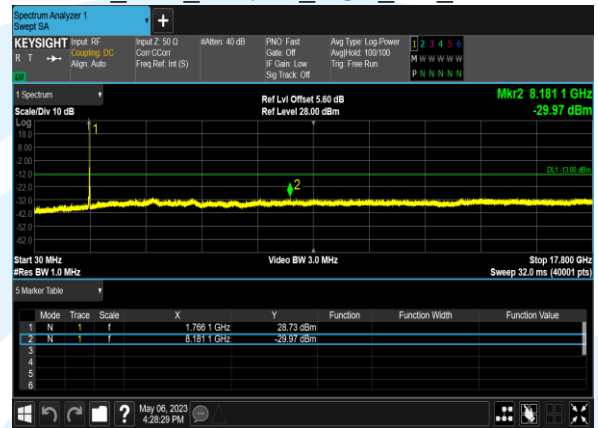 Spectrum Analyzer 1
Swept SA
+
KEYSIGHT Input: RF Input Z: 50 Ω #Atten: 40 dB PNO: Fast Avg Type: Log-Power 1 2 3 4 5 6
R T Coupling: DC Corr CCorr Gate: Off Avg|Hold: 100/100 M W W W W W
Align: Auto Freq Ref: Int (S) IF Gain: Low Trig: Free Run
Sig Track: Off P N N N N N
LV
1 Spectrum Ref Lvl Offset 5.60 dB Mkr2 8.181 1 GHz
Scale/Div 10 dB Ref Level 28.00 dBm -29.97 dBm
Log
1
18.0
8.00
-2.00
DL1 -13.00 dBm
-12.0
-22.0
2
-32.0
-42.0
-52.0
-62.0
Start 30 MHz Video BW 3.0 MHz Stop 17.800 GHz
#Res BW 1.0 MHz Sweep 32.0 ms (40001 pts)
5 Marker Table
Mode Trace Scale X Y Function Function Width Function Value
1 N 1 f 1.766 1 GHz 28.73 dBm
2 N 1 f 8.181 1 GHz -29.97 dBm
3
4
5
6
? May 06, 2023
4:28:29 PM